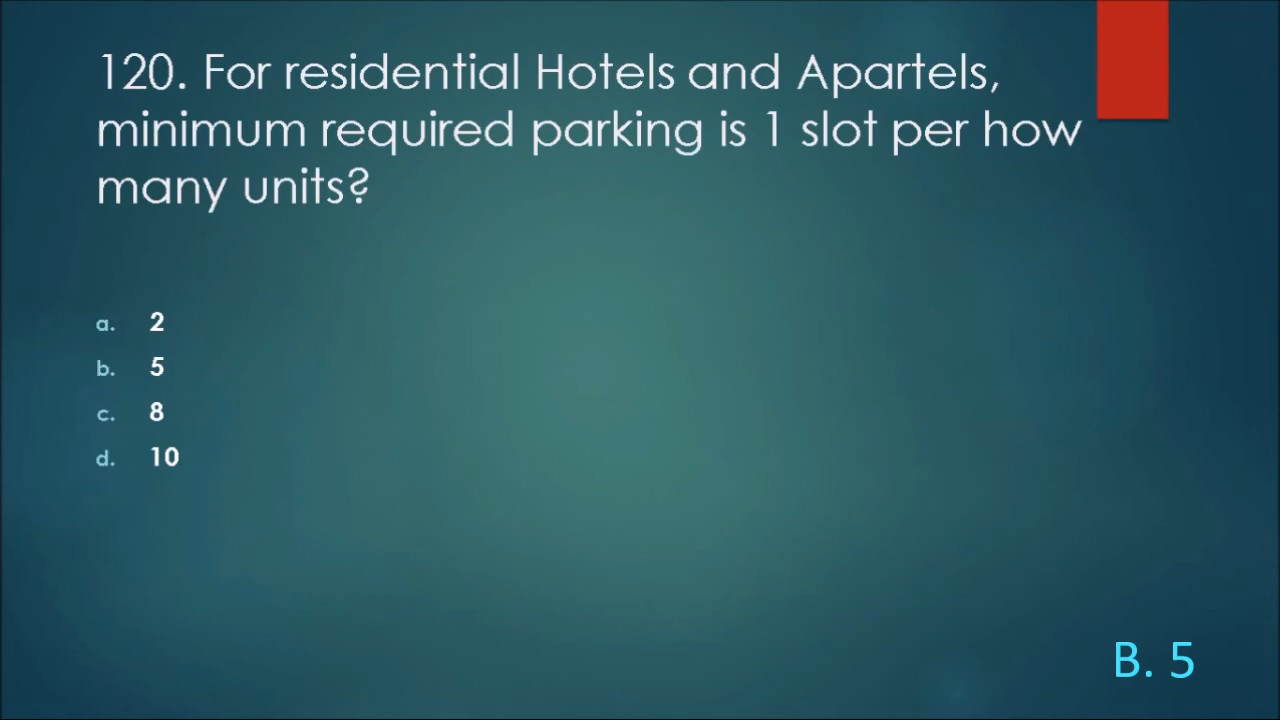 120. For residential Hotels and Apartels,
minimum required parking is 1 slot per how
many units?
a. 2
b. 5
c. 8
d. 10
B. 5